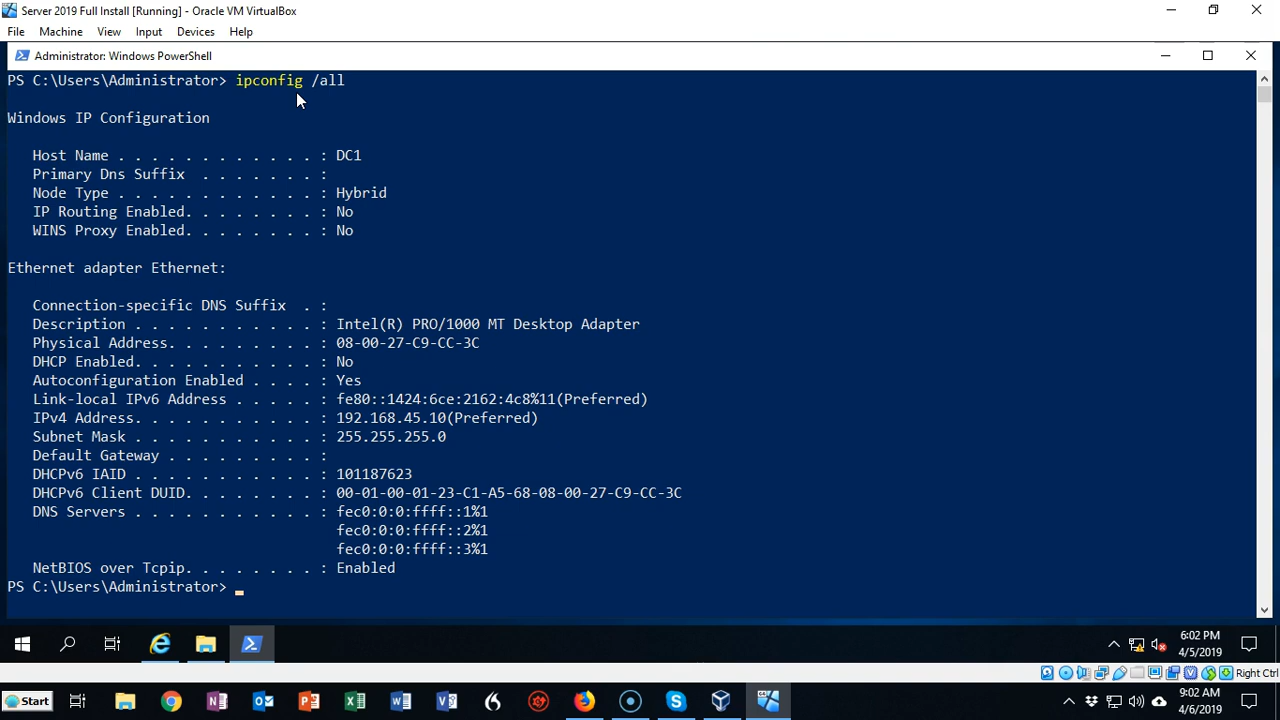 Server 2019 Full Install [Running] - Oracle VM VirtualBox
File Machine View Input Devices Help
Administrator: Windows PowerShell
PS C:\Users\Administrator> ipconfig /all
Windows IP Configuration
Host Name . . . . . . . . . . . . : DC1
Primary Dns Suffix . . . . . . . :
Node Type . . . . . . . . . . . . : Hybrid
IP Routing Enabled. . . . . . . . : No
WINS Proxy Enabled. . . . . . . . : No
Ethernet adapter Ethernet:
Connection-specific DNS Suffix . :
Description . . . . . . . . . . . : Intel(R) PRO/1000 MT Desktop Adapter
Physical Address. . . . . . . . . : 08-00-27-C9-CC-3C
DHCP Enabled. . . . . . . . . . . : No
Autoconfiguration Enabled . . . . : Yes
Link-local IPv6 Address . . . . . : fe80::1424:6ce:2162:4c8%11(Preferred)
IPv4 Address. . . . . . . . . . . : 192.168.45.10(Preferred)
Subnet Mask . . . . . . . . . . . : 255.255.255.0
Default Gateway . . . . . . . . . :
DHCPv6 IAID . . . . . . . . . . . : 101187623
DHCPv6 Client DUID. . . . . . . . : 00-01-00-01-23-C1-A5-68-08-00-27-C9-CC-3C
DNS Servers . . . . . . . . . . . : fec0:0:0:ffff::1%1
fec0:0:0:ffff::2%1
fec0:0:0:ffff::3%1
NetBIOS over Tcpip. . . . . . . . : Enabled
PS C:\Users\Administrator>
6:02 PM
4/5/2019
Right Ctrl
Start
9:02 AM
4/6/2019